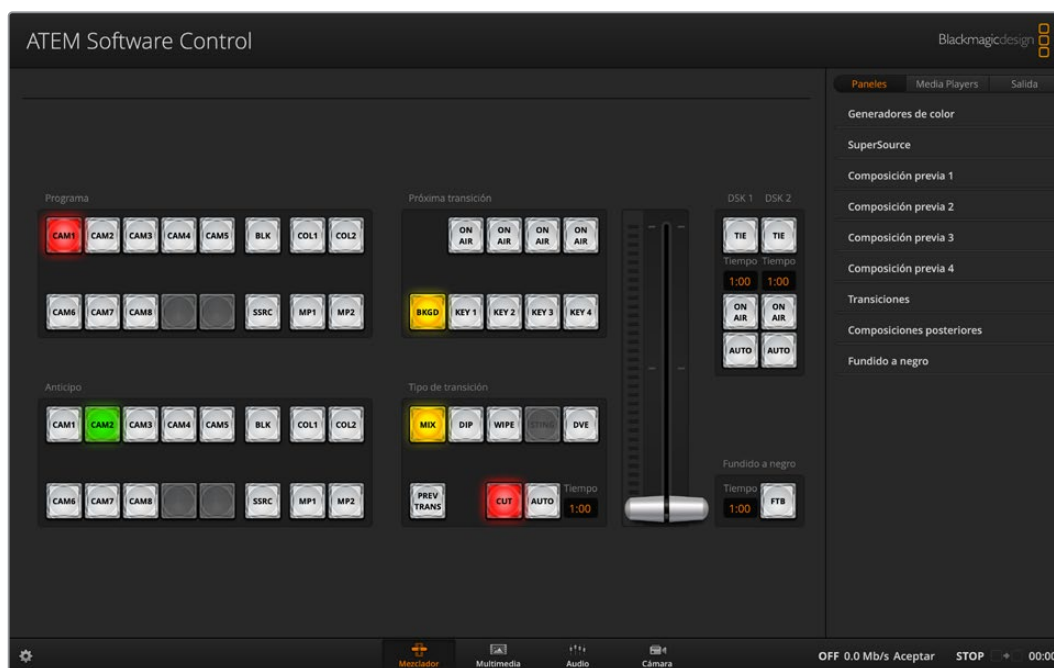 ATEM Software Control
Blackmagicdesign
Paneles Media Players Salida
Generadores de color
SuperSource
Composición previa 1
Composición previa 2
Composición previa 3
Composición previa 4
Transiciones
Composiciones posteriores
Fundido a negro
Programa
CAM1 CAM2 CAM3 CAM4 CAM5 BLK COL1 COL2
CAM6 CAM7 CAM8 SSRC MP1 MP2
Próxima transición
ON AIR ON AIR ON AIR ON AIR
BKGD KEY 1 KEY 2 KEY 3 KEY 4
DSK 1 DSK 2
TIE TIE
Tiempo Tiempo
1:00 1:00
ON AIR ON AIR
AUTO AUTO
Anticipo
CAM1 CAM2 CAM3 CAM4 CAM5 BLK COL1 COL2
CAM6 CAM7 CAM8 SSRC MP1 MP2
Tipo de transición
MIX DIP WIPE STING DVE
PREV TRANS CUT AUTO
Tiempo
1:00
Fundido a negro
Tiempo
1:00 FTB
Mezclador Multimedia Audio Cámara
OFF 0.0 Mb/s Aceptar STOP 00:00